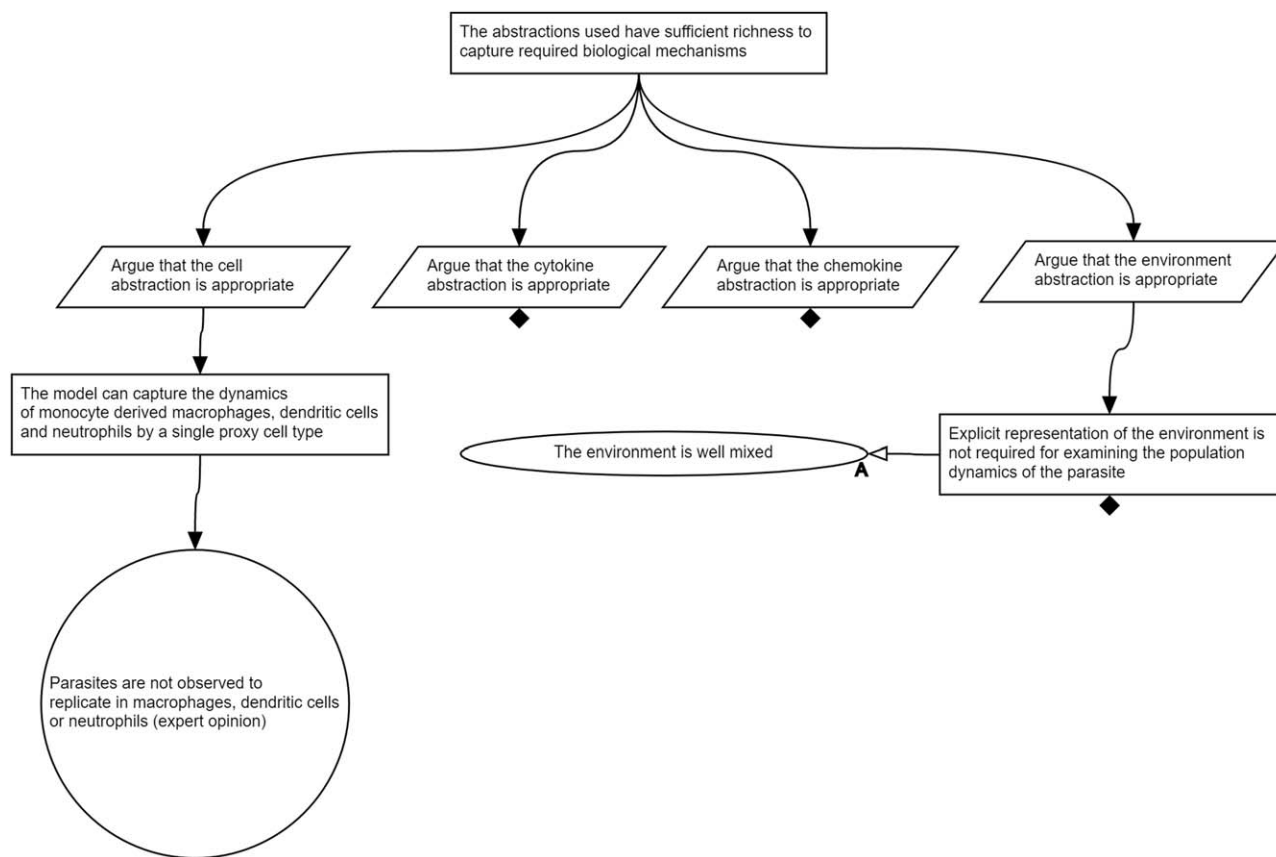 The abstractions used have sufficient richness to
capture required biological mechanisms
Argue that the cell
abstraction is appropriate
Argue that the cytokine
abstraction is appropriate
Argue that the chemokine
abstraction is appropriate
Argue that the environment
abstraction is appropriate
The model can capture the dynamics
of monocyte derived macrophages, dendritic cells
and neutrophils by a single proxy cell type
The environment is well mixed
A
Explicit representation of the environment is
not required for examining the population
dynamics of the parasite
Parasites are not observed to
replicate in macrophages, dendritic cells
or neutrophils (expert opinion)